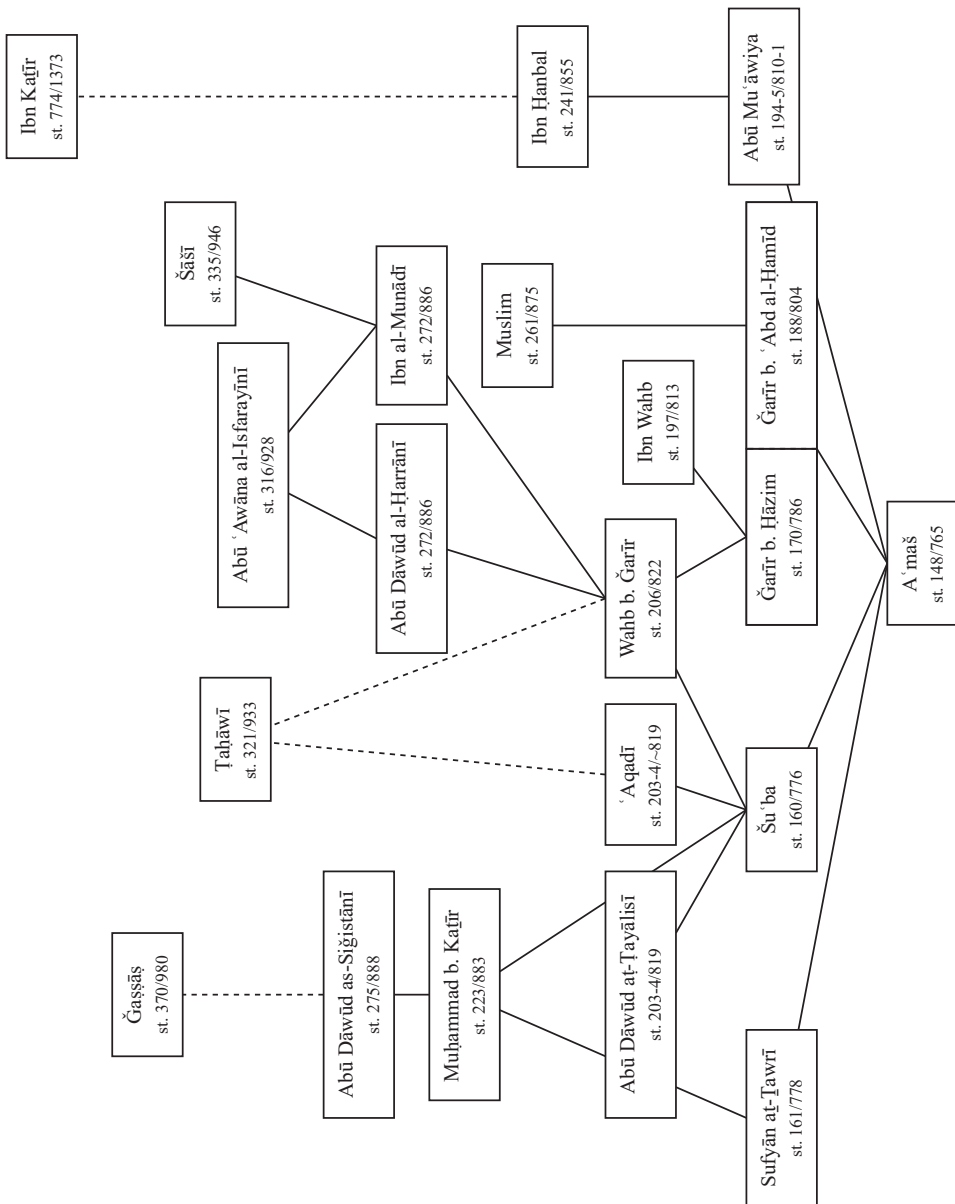 Ibn Kaṯīr
st. 774/1373
Ğaṣṣāṣ
st. 370/980
Šāšī
st. 335/946
Ṭaḥāwī
st. 321/933
Abū ʿAwāna al-Isfarayīnī
st. 316/928
Abū Dāwūd as-Siğistānī
st. 275/888
Abū Dāwūd al-Ḥarrānī
st. 272/886
Ibn al-Munādī
st. 272/886
Muḥammad b. Kaṯīr
st. 223/883
Muslim
st. 261/875
Ibn Ḥanbal
st. 241/855
Abū Dāwūd aṭ-Ṭayālisī
st. 203-4/819
ʿAqadī
st. 203-4/~819
Wahb b. Ğarīr
st. 206/822
Ibn Wahb
st. 197/813
Sufyān aṯ-Ṯawrī
st. 161/778
Šuʿba
st. 160/776
Ğarīr b. Ḥāzim
st. 170/786
Ğarīr b. ʿAbd al-Ḥamīd
st. 188/804
Abū Muʿāwiya
st. 194-5/810-1
Aʿmaš
st. 148/765